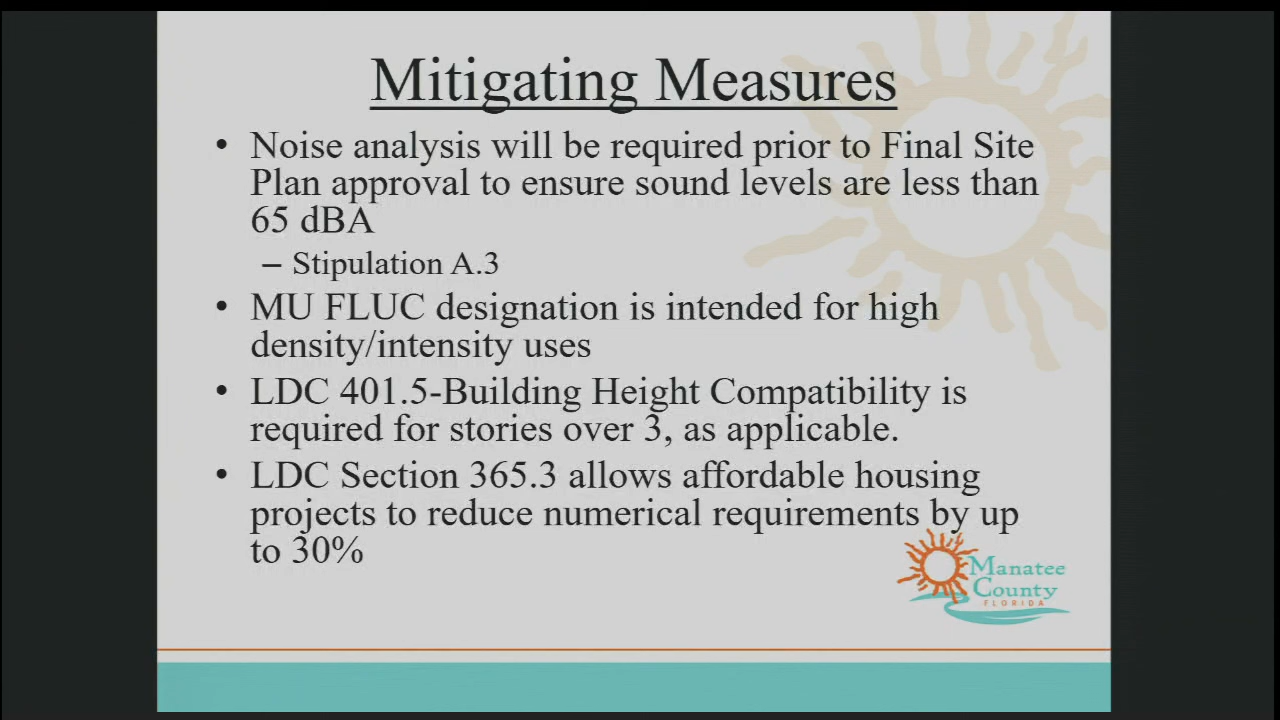 Mitigating Measures
• Noise analysis will be required prior to Final Site
Plan approval to ensure sound levels are less than
65 dBA
– Stipulation A.3
• MU FLUC designation is intended for high
density/intensity uses
• LDC 401.5-Building Height Compatibility is
required for stories over 3, as applicable.
• LDC Section 365.3 allows affordable housing
projects to reduce numerical requirements by up
to 30%
Manatee
County
FLORIDA